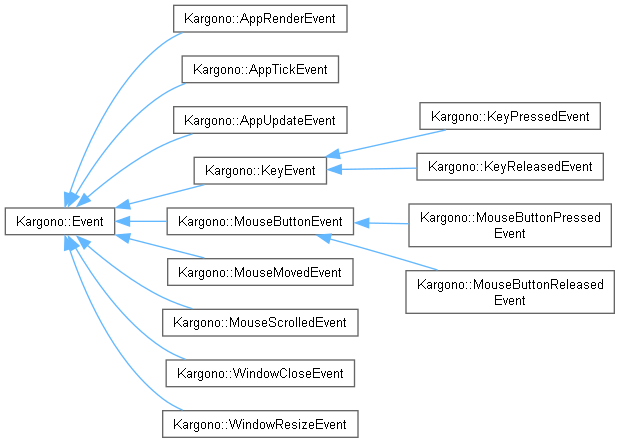 Kargono::AppRenderEvent
Kargono::AppTickEvent
Kargono::AppUpdateEvent
Kargono::KeyPressedEvent
Kargono::KeyEvent
Kargono::KeyReleasedEvent
Kargono::Event
Kargono::MouseButtonEvent
Kargono::MouseButtonPressed
Event
Kargono::MouseMovedEvent
Kargono::MouseButtonReleased
Event
Kargono::MouseScrolledEvent
Kargono::WindowCloseEvent
Kargono::WindowResizeEvent